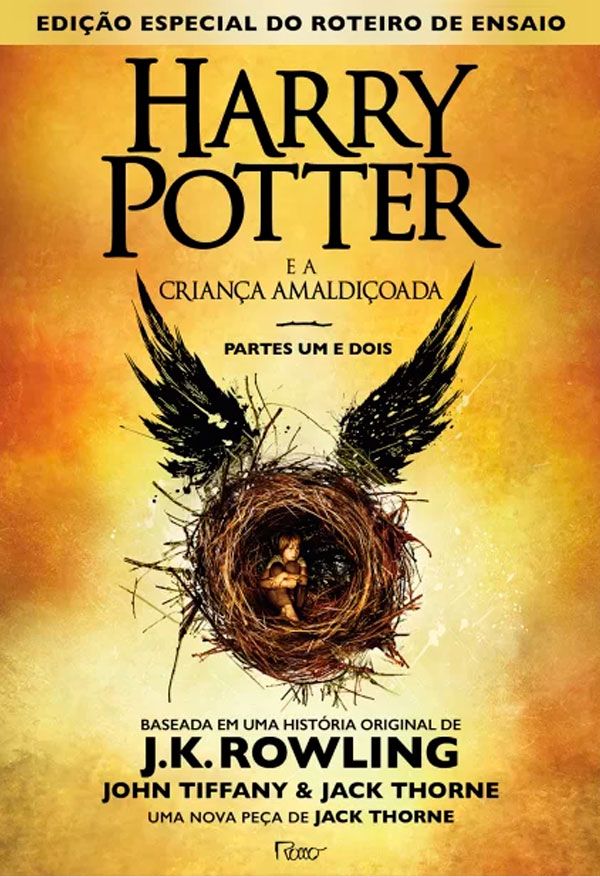 EDIÇÃO ESPECIAL DO ROTEIRO DE ENSAIO
HARRY
POTTER
E A
CRIANÇA AMALDIÇOADA
PARTES UM E DOIS
BASEADA EM UMA HISTÓRIA ORIGINAL DE
J.K. ROWLING
JOHN TIFFANY & JACK THORNE
UMA NOVA PEÇA DE JACK THORNE
Rocco